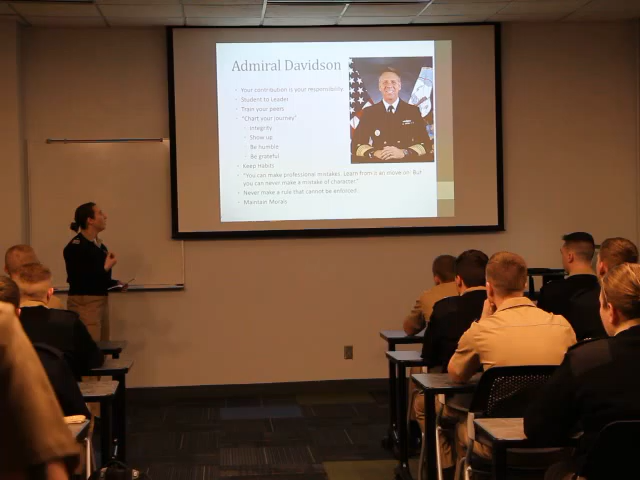 Admiral Davidson
Your contribution is your responsibility
Student to Leader
Train your peers
"Chart your journey"
Integrity
Show up
Be humble
Be grateful
Keep Habits
"You can make professional mistakes. Learn from it an move on. But
you can never make a mistake of character."
Never make a rule that cannot be enforced
Maintain Morals